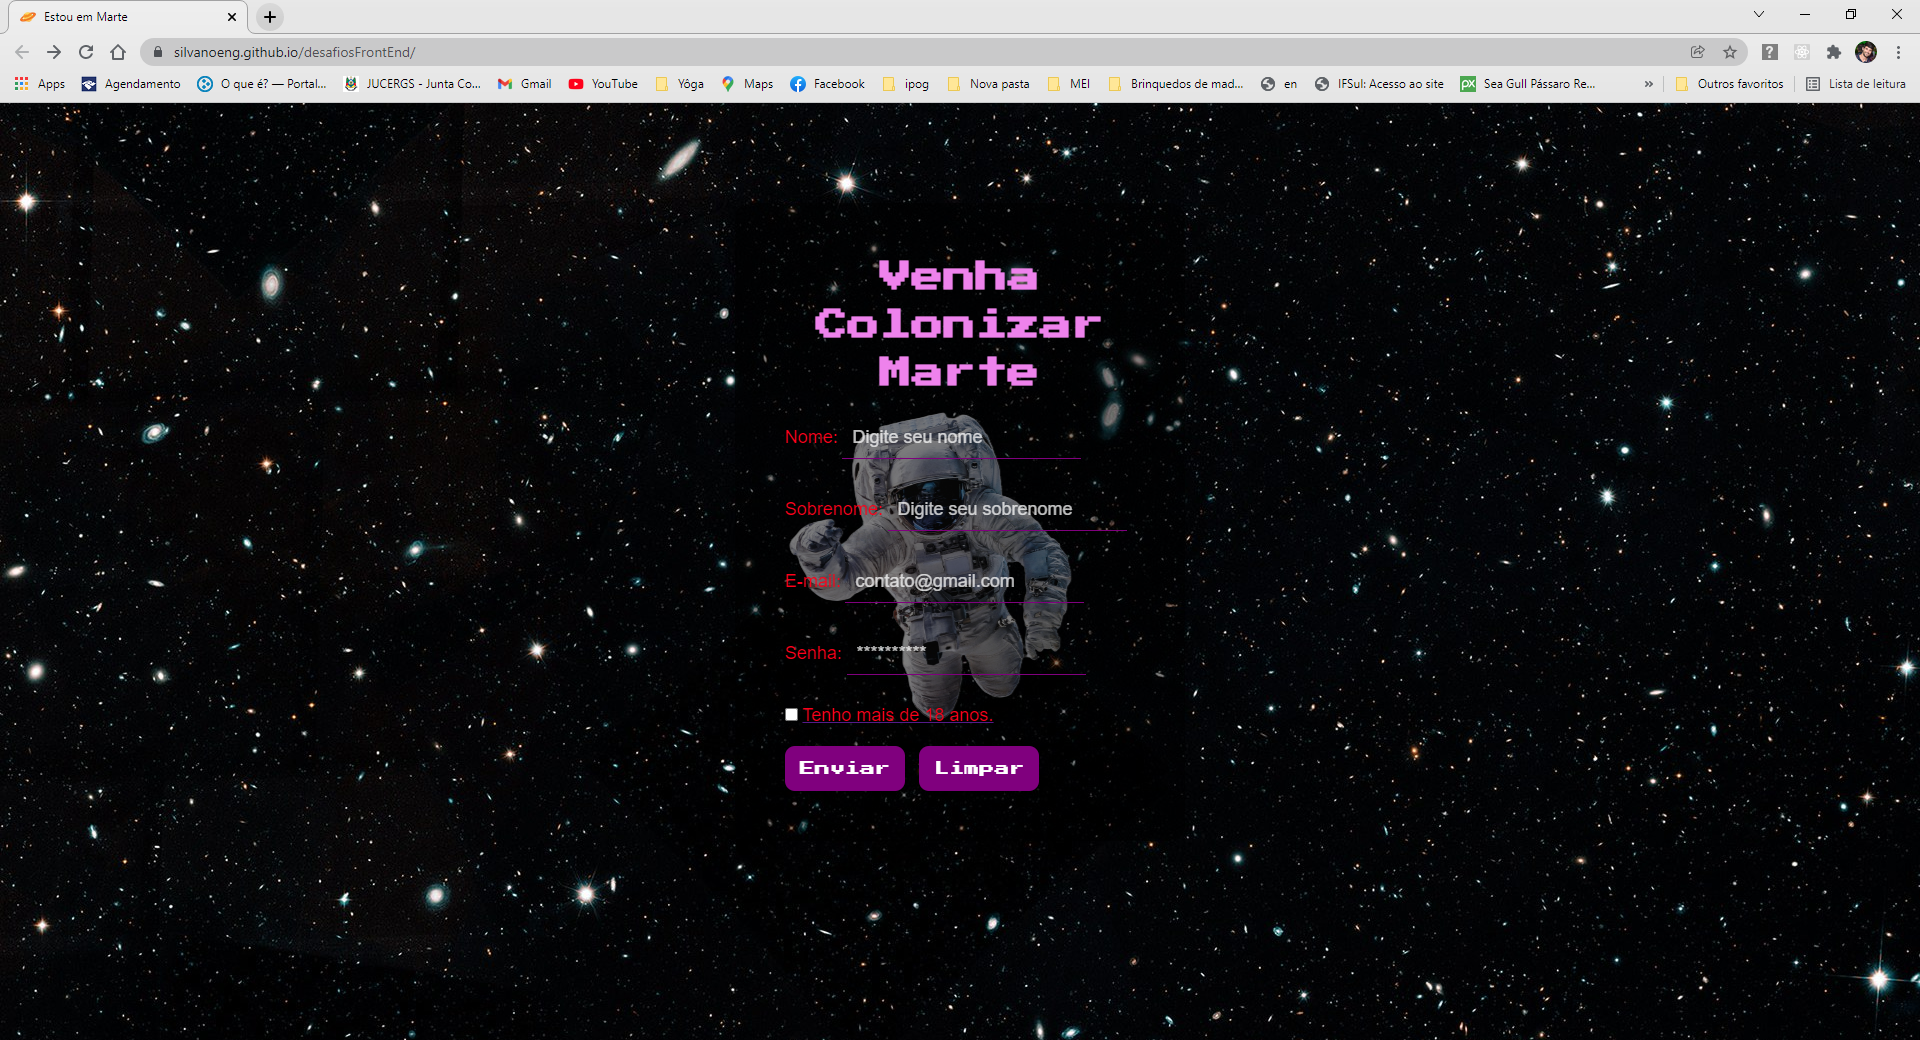 Estou em Marte
silvanoeng.github.io/desafiosFrontEnd/
Apps Agendamento O que é? — Portal... JUCERGS - Junta Co... Gmail YouTube Yôga Maps Facebook ipog Nova pasta MEI Brinquedos de mad... en IFSul: Acesso ao site Sea Gull Pássaro Re... » Outros favoritos Lista de leitura
Venha
Colonizar
Marte
Nome: Digite seu nome
Sobrenome: Digite seu sobrenome
E-mail: contato@gmail.com
Senha: **********
Tenho mais de 18 anos.
Enviar Limpar